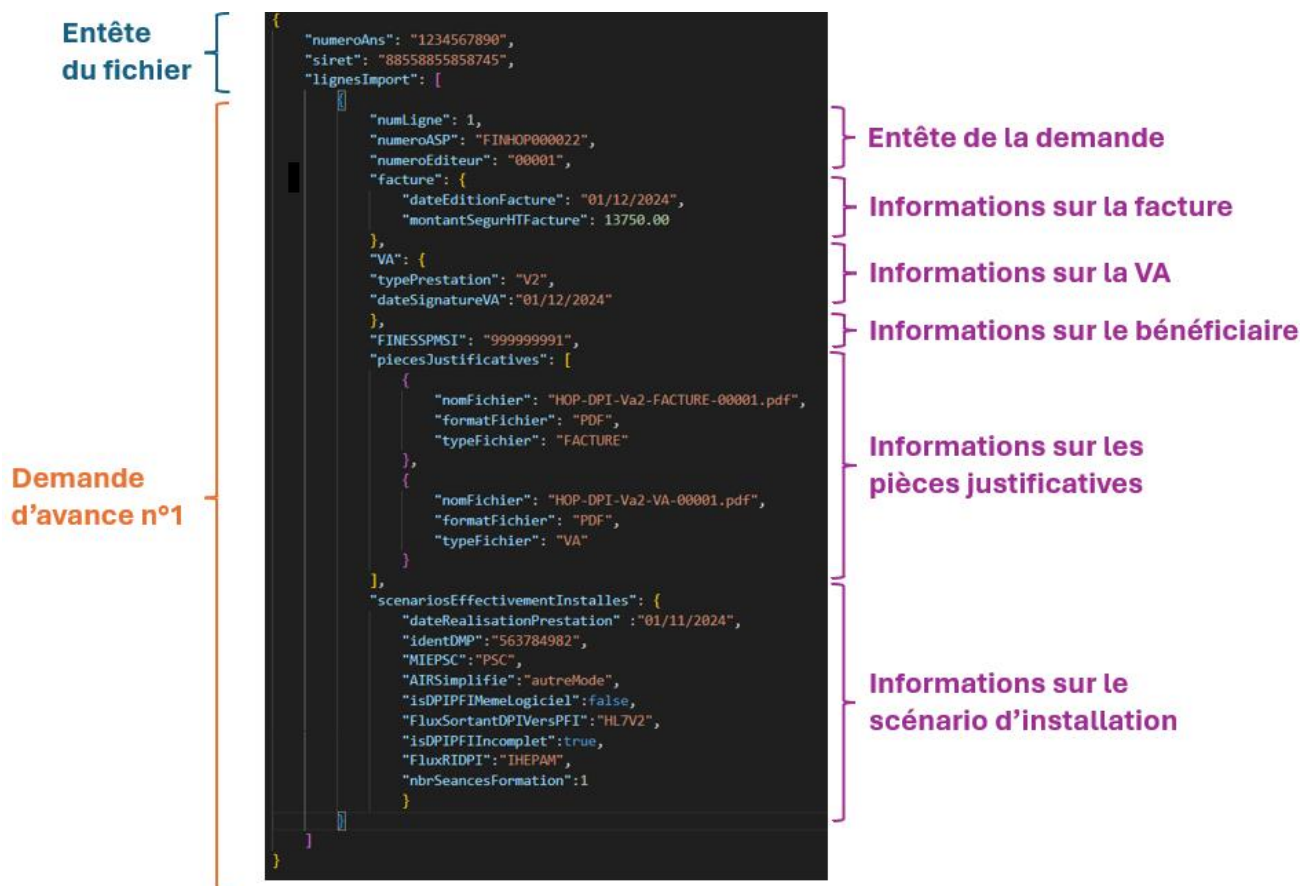 Entête
du fichier
{
"numeroAns": "1234567890",
"siret": "88558855858745",
"lignesImport": [
{
"numLigne": 1,
"numeroASP": "FINHOP000022",
"numeroEditeur": "00001",
Entête de la demande
"facture": {
"dateEditionFacture": "01/12/2024",
"montantSegurHTFacture": 13750.00
},
Informations sur la facture
"VA": {
"typePrestation": "V2",
"dateSignatureVA":"01/12/2024"
},
Informations sur la VA
"FINESSPMSI": "999999991",
Informations sur le bénéficiaire
"piecesJustificatives": [
{
"nomFichier": "HOP-DPI-Va2-FACTURE-00001.pdf",
"formatFichier": "PDF",
"typeFichier": "FACTURE"
},
{
"nomFichier": "HOP-DPI-Va2-VA-00001.pdf",
"formatFichier": "PDF",
"typeFichier": "VA"
}
],
Informations sur les
pièces justificatives
Demande
d'avance n°1
"scenariosEffectivementInstalles": {
"dateRealisationPrestation" :"01/11/2024",
"identDMP":"563784982",
"MIEPSC":"PSC",
"AIRSimplifie":"autreMode",
"isDPIPFIMemeLogiciel":false,
"FluxSortantDPIVersPFI":"HL7V2",
"isDPIPFIIncomplet":true,
"FluxRIDPI":"IHEPAM",
"nbrSeancesFormation":1
}
Informations sur le
scénario d'installation
}
]
}